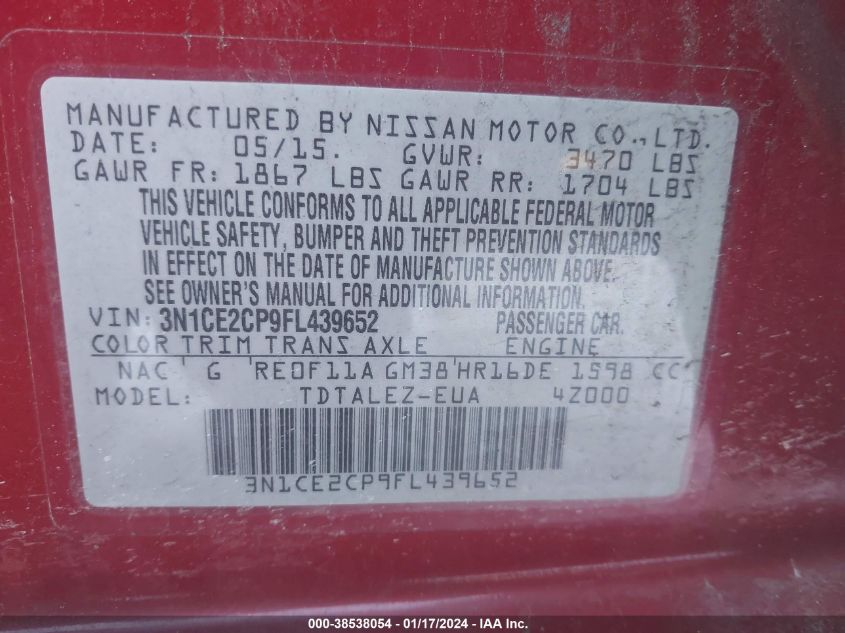 MANUFACTURED BY NISSAN MOTOR CO., LTD.
DATE: 05/15. GVWR: 3470 LBS
GAWR FR: 1867 LBS GAWR RR: 1704 LBS
THIS VEHICLE CONFORMS TO ALL APPLICABLE FEDERAL MOTOR
VEHICLE SAFETY, BUMPER AND THEFT PREVENTION STANDARDS
IN EFFECT ON THE DATE OF MANUFACTURE SHOWN ABOVE.
SEE OWNER'S MANUAL FOR ADDITIONAL INFORMATION.
VIN: 3N1CE2CP9FL439652 PASSENGER CAR.
COLOR TRIM TRANS AXLE ENGINE
NAC G RE0F11A GM38 HR16DE 1598 CC
MODEL: TDTALEZ-EUA 4Z000
3N1CE2CP9FL439652
000-38538054 - 01/17/2024 - IAA Inc.